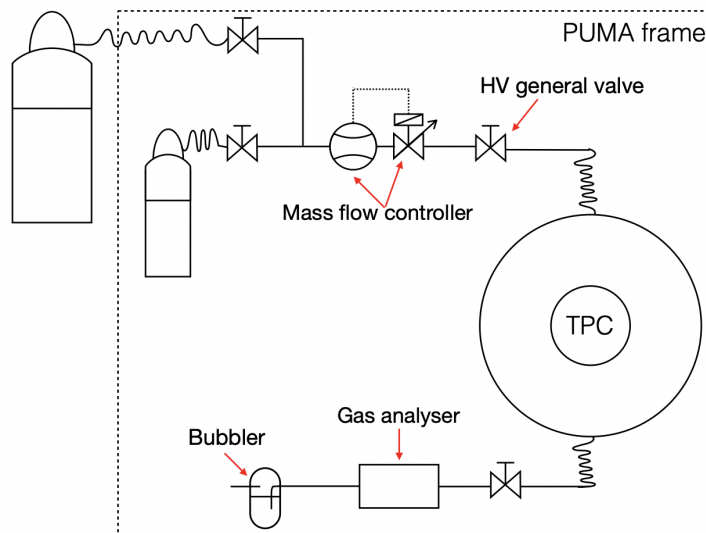 PUMA frame
HV general valve
Mass flow controller
TPC
Gas analyser
Bubbler